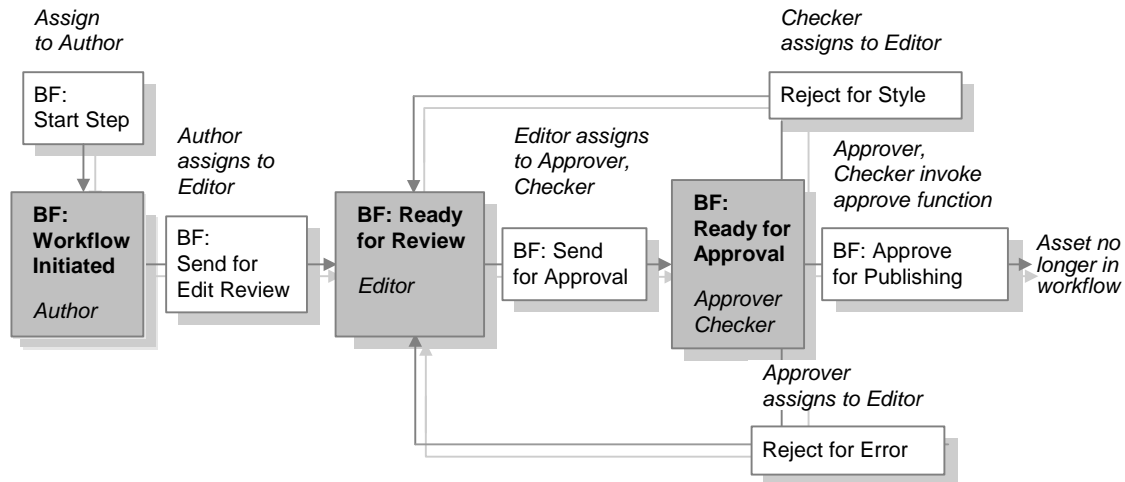 Assign
to Author
BF:
Start Step
Author
assigns to
Editor
BF:
Workflow
Initiated
Author
BF:
Send for
Edit Review
BF: Ready
for Review
Editor
Editor assigns
to Approver,
Checker
BF: Send
for Approval
Checker
assigns to Editor
Reject for Style
BF:
Ready for
Approval
Approver
Checker
Approver,
Checker invoke
approve function
BF: Approve
for Publishing
Asset no
longer in
workflow
Approver
assigns to Editor
Reject for Error